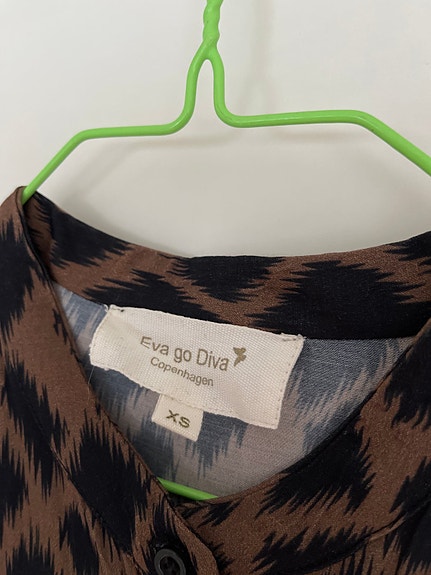 Eva go Diva
Copenhagen
XS